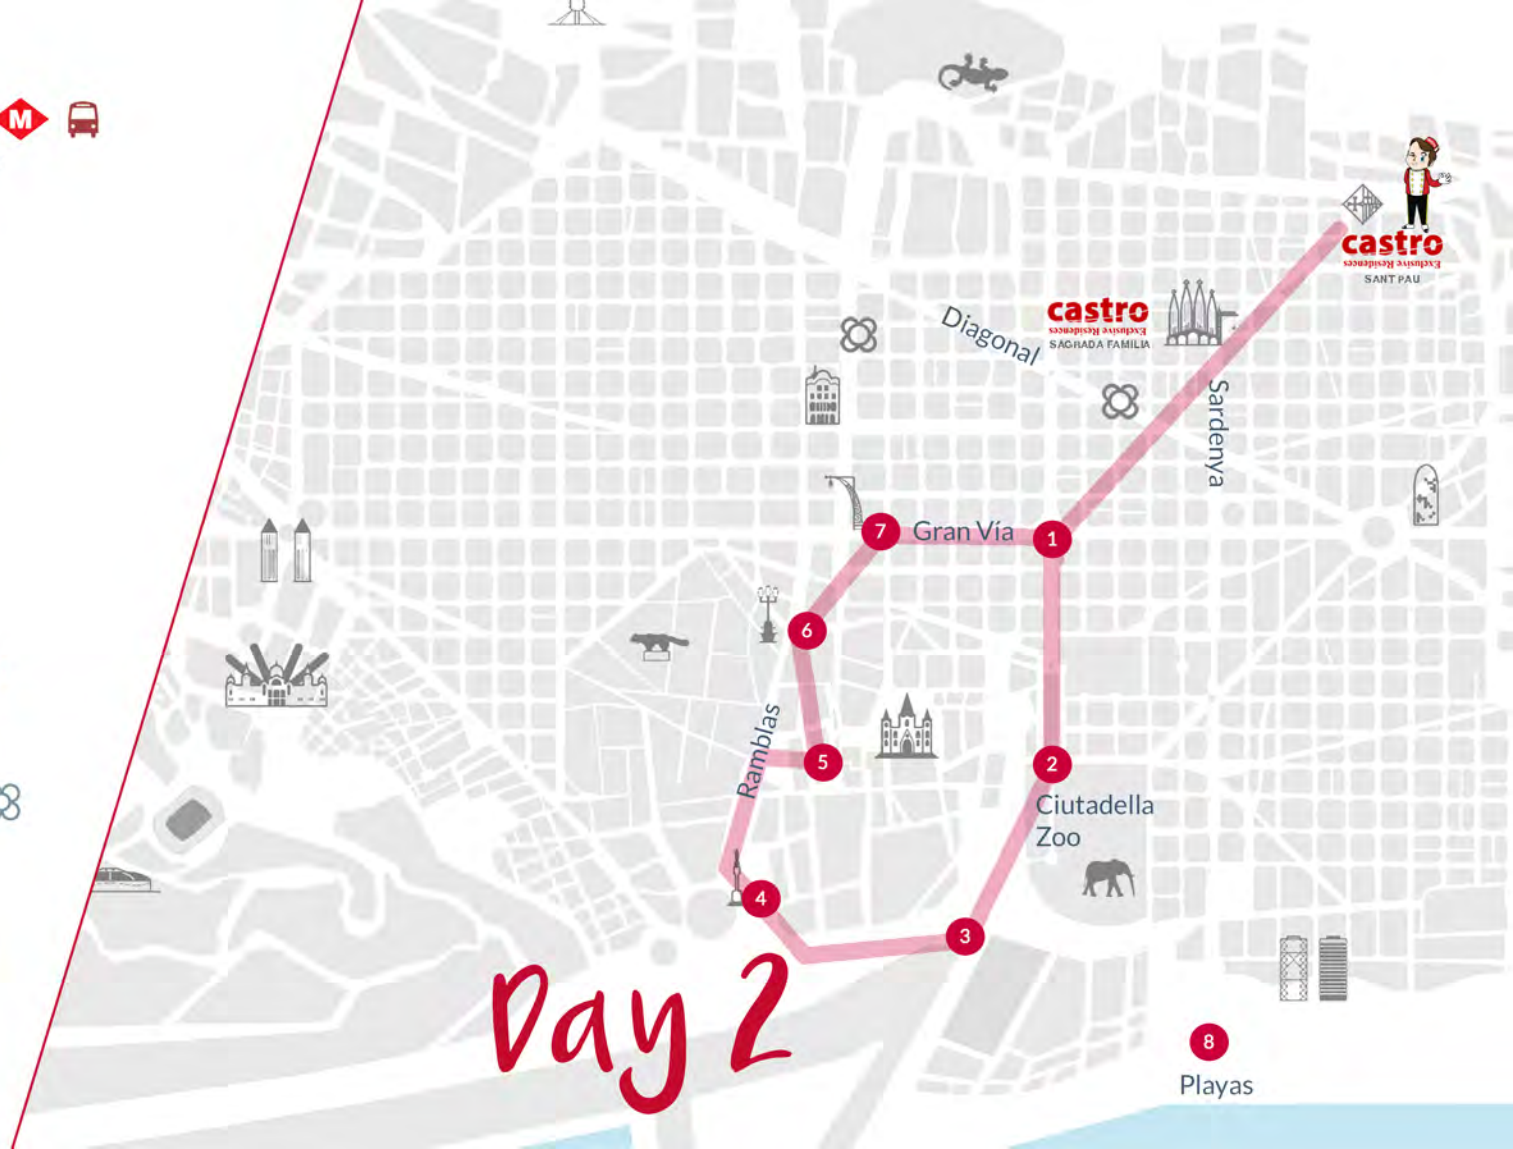 M
castro
Exclusive Residences
SANT PAU
Diagonal
castro
Exclusive Residences
SAGRADA FAMILIA
Sardenya
7
Gran Vía
1
6
Ramblas
5
2
Ciutadella
Zoo
4
3
Day 2
8
Playas